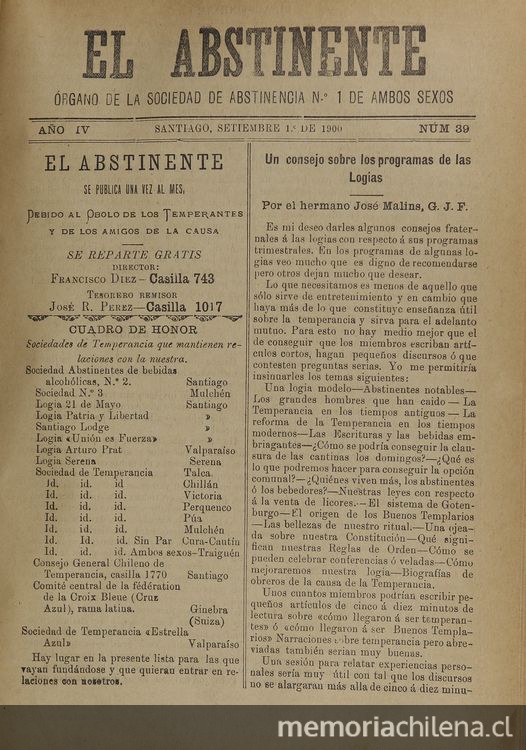 EL ABSTINENTE
ÓRGANO DE LA SOCIEDAD DE ABSTINENCIA N.º 1 DE AMBOS SEXOS
AÑO IV SANTIAGO, SETIEMBRE 1.º DE 1900 NÚM 39
EL ABSTINENTE
SE PUBLICA UNA VEZ AL MES,
DEBIDO AL OBOLO DE LOS TEMPERANTES
Y DE LOS AMIGOS DE LA CAUSA
SE REPARTE GRATIS
DIRECTOR:
FRANCISCO DIEZ—Casilla 743
TESORERO REMISOR
JOSÉ R. PEREZ—Casilla 1017
CUADRO DE HONOR
Sociedades de Temperancia que mantienen re-
laciones con la nuestra.
Sociedad Abstinentes de bebidas
alcohólicas, N.º 2. Santiago
Sociedad N.º 3 Mulchén
Logia 21 de Mayo Santiago
Logia Patria y Libertad »
Santiago Lodge »
Logia «Unión es Fuerza» »
Logia Arturo Prat Valparaíso
Logia Serena Serena
Sociedad de Temperancia Talca
Id. id. id Chillán
Id. id. id Victoria
Id. id. id Perquenco
Id. id. id Púa
Id. id. id Mulchén
Id. id. id. Sin Par Cura-Cautín
Id. id. id. Ambos sexos-Traiguén
Consejo General Chileno de
Temperancia, casilla 1770 Santiago
Comité central de la fédération
de la Croix Bleue (Cruz
Azul), rama latina. Ginebra
(Suiza)
Sociedad de Temperancia «Estrella
Azul» Valparaíso
Hay lugar en la presente lista para las que
vayan fundándose y que quieran entrar en re-
laciones con nosotros.
Un consejo sobre los programas de las
Logias
Por el hermano José Malins, G. J. F.
Es mi deseo darles algunos consejos frater-
nales á las logias con respecto á sus programas
trimestrales. En los programas de algunas lo-
gias veo mucho que es digno de recomendarse
pero otros dejan mucho que desear.
Lo que necesitamos es menos de aquello que
sólo sirve de entretenimiento y en cambio que
haya más de lo que constituye enseñanza útil
sobre la temperancia y sirva para el adelanto
mutuo. Para esto no hay medio mejor que el
de conseguir que los miembros escriban artí-
culos cortos, hagan pequeños discursos ó que
contesten preguntas serias. Yo me permitiría
insinuarles los temas siguientes:
Una logia modelo—Abstinentes notables—
Los grandes hombres que han caído — La
Temperancia en los tiempos antiguos — La
reforma de la Temperancia en los tiempos
modernos—Las Escrituras y las bebidas em-
briagantes—¿Cómo se podría conseguir la clau-
sura de las cantinas los domingos?—¿Qué es
lo que podremos hacer para conseguir la opción
comunal?—¿Quiénes viven más, los abstinentes
ó los bebedores?—Nuestras leyes con respecto
á la venta de licores.—El sistema de Goten-
burgo—El origen de los Buenos Templarios
—Las bellezas de nuestro ritual.—Una ojea-
da sobre nuestra Constitución—Qué signi-
fican nuestras Reglas de Orden—Cómo se
pueden celebrar conferencias ó veladas—Cómo
mejoraremos nuestra logia—Biografías de
obreros de la causa de la Temperancia.
Unos cuantos miembros podrían escribir pe-
queños artículos de cinco á diez minutos de
lectura sobre «cómo llegaron á ser temperan-
tes» ó «cómo llegaron á ser Buenos Templa-
rios» Narraciones sobre temperancia pero abre-
viadas también serían muy buenas.
Una sesión para relatar experiencias perso-
nales sería muy útil con tal que los discursos
no se alargaran más alla de cinco á diez minu-
memoriachilena.cl